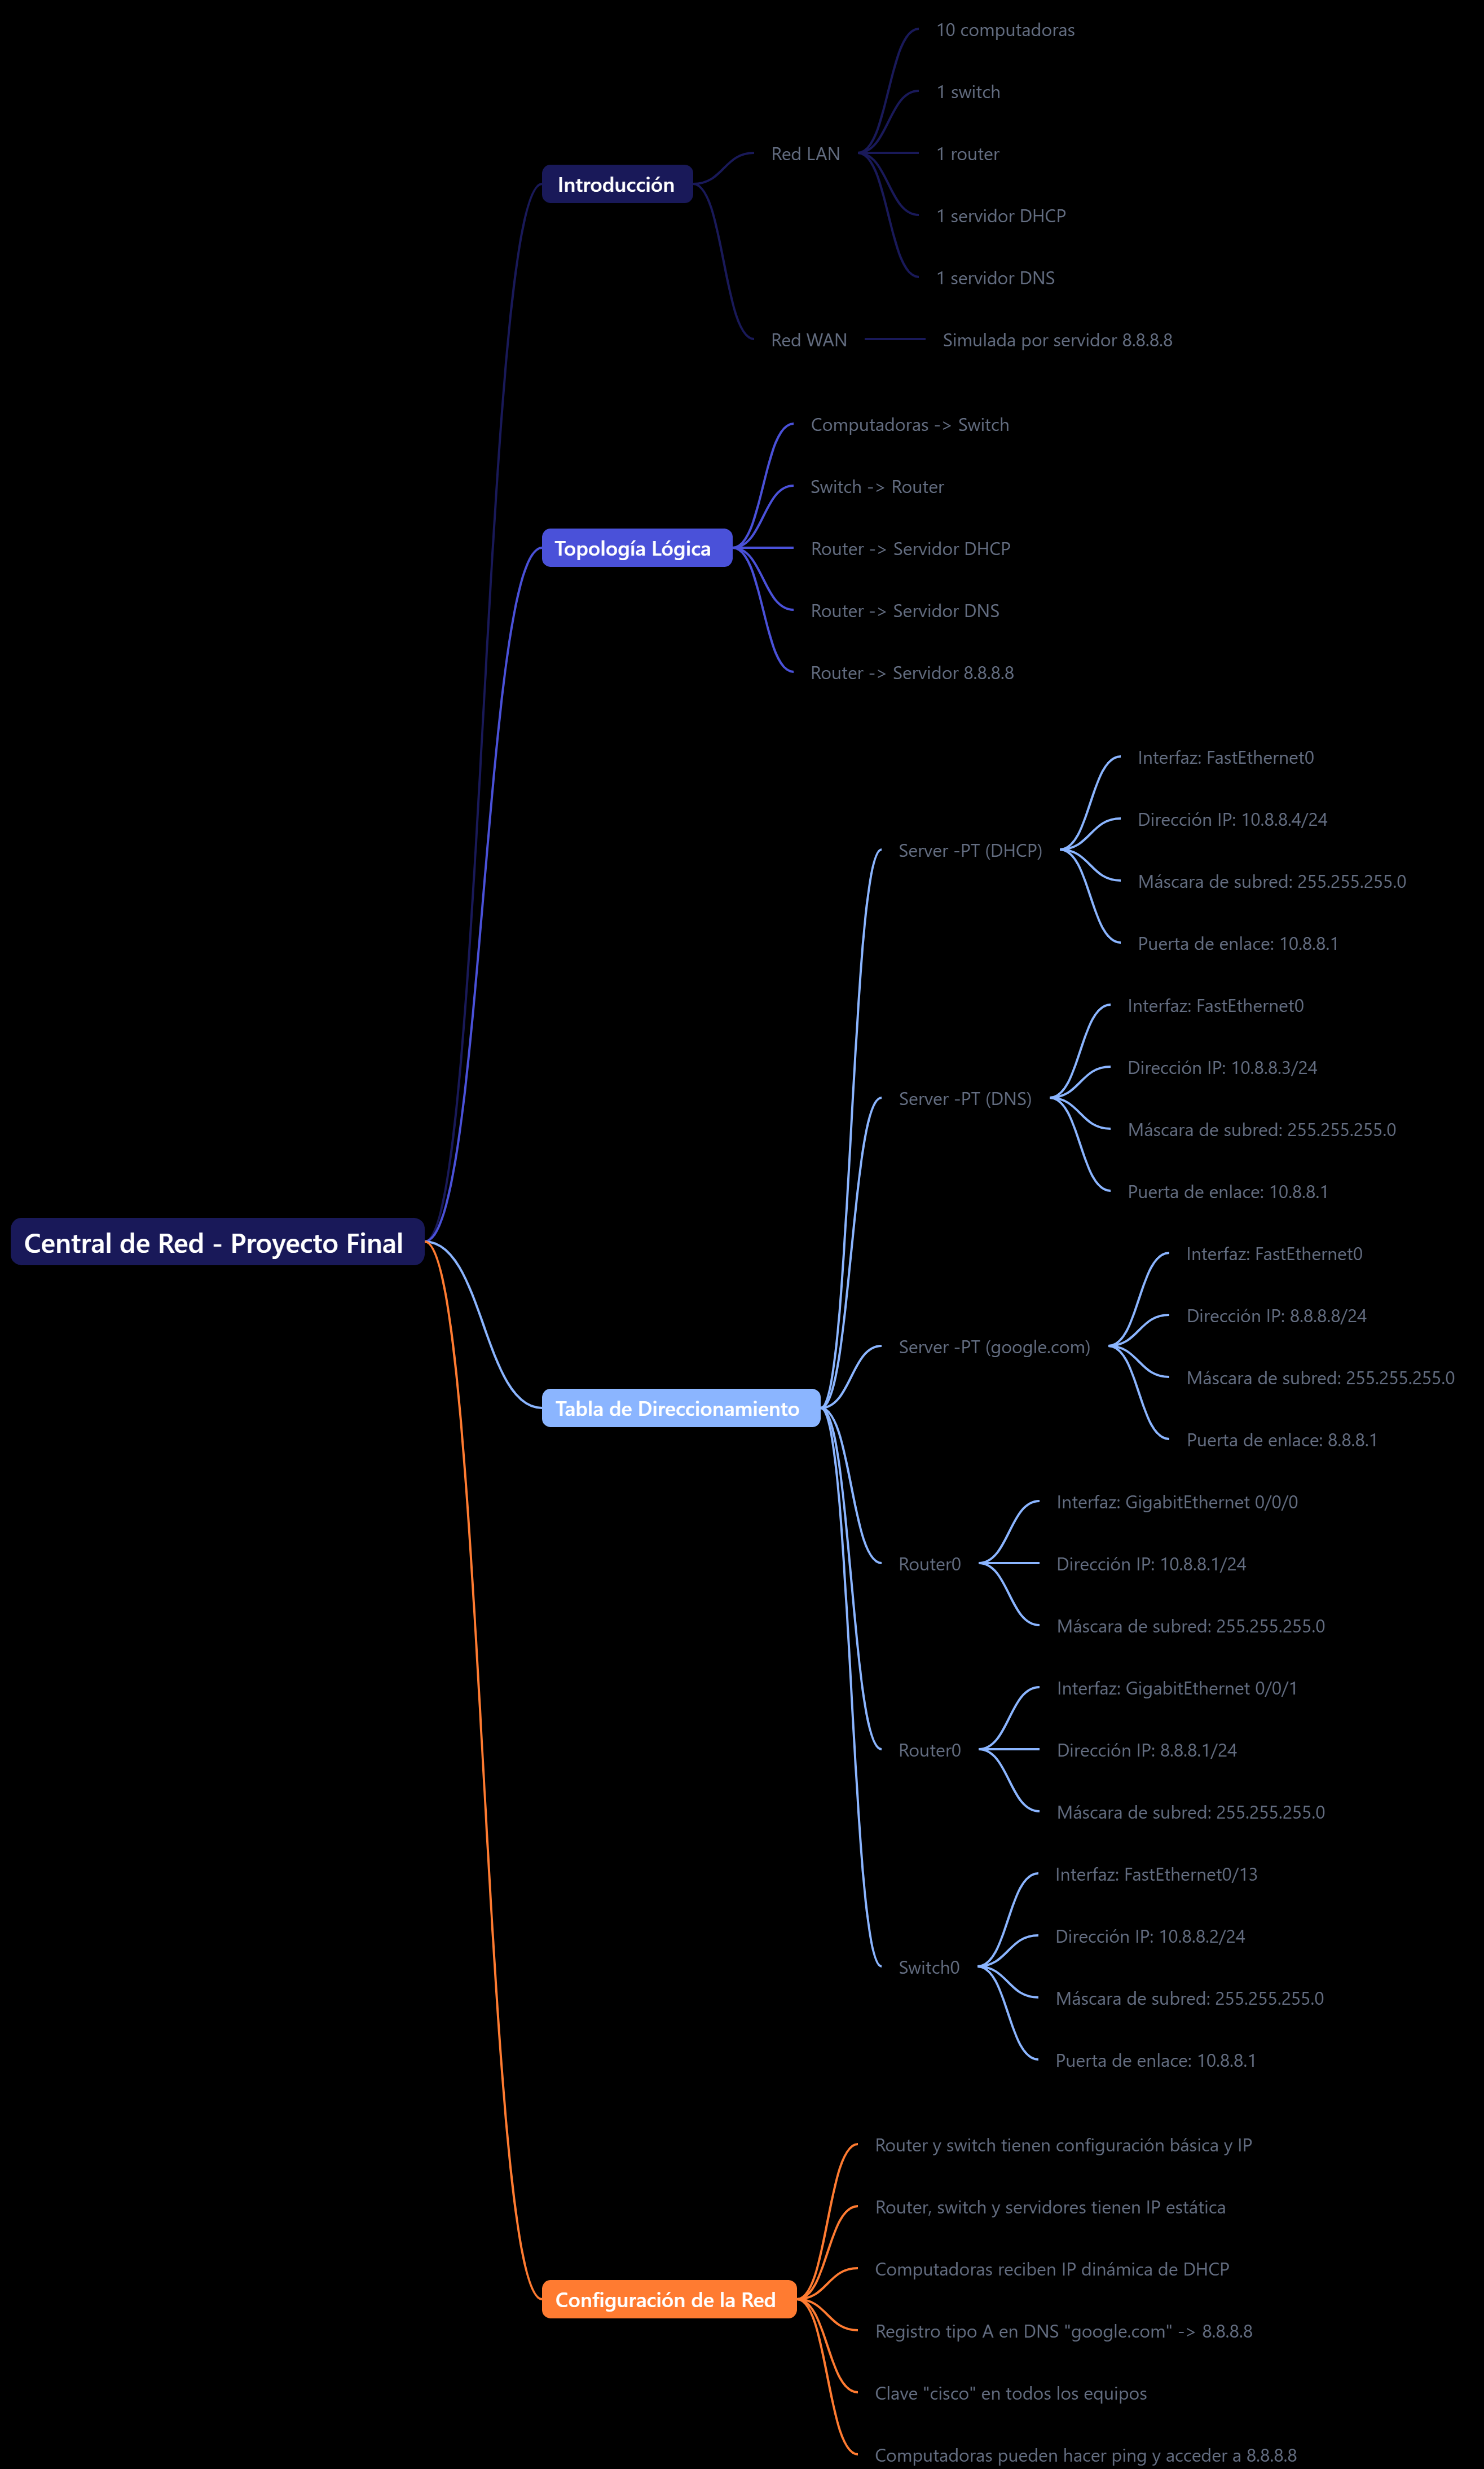 Central de Red - Proyecto Final
Introducción
Red LAN
10 computadoras
1 switch
1 router
1 servidor DHCP
1 servidor DNS
Red WAN
Simulada por servidor 8.8.8.8
Topología Lógica
Computadoras -> Switch
Switch -> Router
Router -> Servidor DHCP
Router -> Servidor DNS
Router -> Servidor 8.8.8.8
Tabla de Direccionamiento
Server -PT (DHCP)
Interfaz: FastEthernet0
Dirección IP: 10.8.8.4/24
Máscara de subred: 255.255.255.0
Puerta de enlace: 10.8.8.1
Server -PT (DNS)
Interfaz: FastEthernet0
Dirección IP: 10.8.8.3/24
Máscara de subred: 255.255.255.0
Puerta de enlace: 10.8.8.1
Server -PT (google.com)
Interfaz: FastEthernet0
Dirección IP: 8.8.8.8/24
Máscara de subred: 255.255.255.0
Puerta de enlace: 8.8.8.1
Router0
Interfaz: GigabitEthernet 0/0/0
Dirección IP: 10.8.8.1/24
Máscara de subred: 255.255.255.0
Router0
Interfaz: GigabitEthernet 0/0/1
Dirección IP: 8.8.8.1/24
Máscara de subred: 255.255.255.0
Switch0
Interfaz: FastEthernet0/13
Dirección IP: 10.8.8.2/24
Máscara de subred: 255.255.255.0
Puerta de enlace: 10.8.8.1
Configuración de la Red
Router y switch tienen configuración básica y IP
Router, switch y servidores tienen IP estática
Computadoras reciben IP dinámica de DHCP
Registro tipo A en DNS "google.com" -> 8.8.8.8
Clave "cisco" en todos los equipos
Computadoras pueden hacer ping y acceder a 8.8.8.8